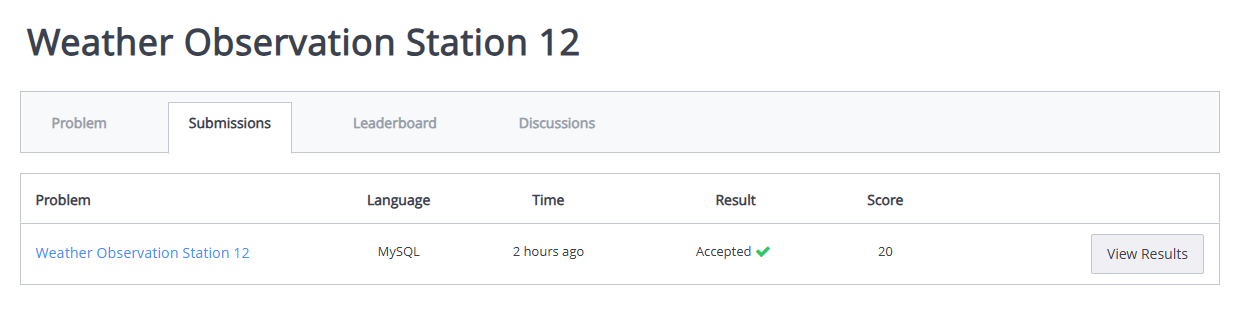 Weather Observation Station 12
Problem Submissions Leaderboard Discussions
Problem Language Time Result Score
Weather Observation Station 12 MySQL 2 hours ago Accepted 20 View Results